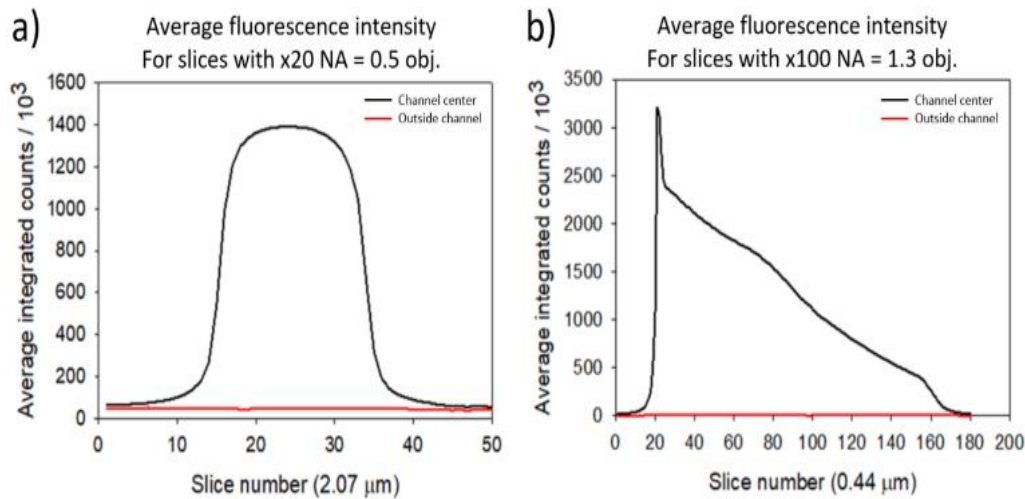 a)
Average fluorescence intensity
For slices with x20 NA = 0.5 obj.
Average integrated counts / 10³
1600
1400
1200
1000
800
600
400
200
0
Channel center
Outside channel
0 10 20 30 40 50
Slice number (2.07 μm)
b)
Average fluorescence intensity
For slices with x100 NA = 1.3 obj.
Average integrated counts / 10³
3500
3000
2500
2000
1500
1000
500
0
Channel center
Outside channel
0 20 40 60 80 100 120 140 160 180 200
Slice number (0.44 μm)